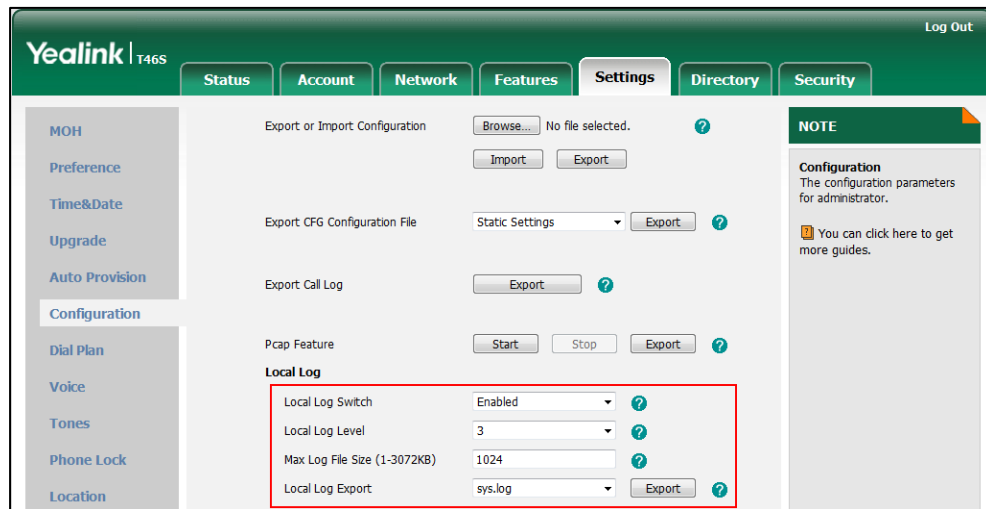 Log Out
Yealink | T46S
Status Account Network Features Settings Directory Security
MOH
Preference
Time&Date
Upgrade
Auto Provision
Configuration
Dial Plan
Voice
Tones
Phone Lock
Location
Export or Import Configuration Browse... No file selected. ?
Import Export
Export CFG Configuration File Static Settings Export ?
Export Call Log Export ?
Pcap Feature Start Stop Export ?
Local Log
Local Log Switch Enabled ?
Local Log Level 3 ?
Max Log File Size (1-3072KB) 1024 ?
Local Log Export sys.log Export ?
NOTE
Configuration
The configuration parameters
for administrator.
? You can click here to get
more guides.